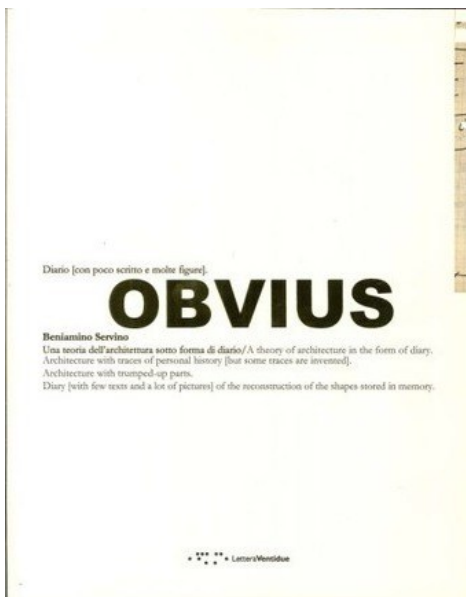 Diario [con poco scritto e molte figure].
OBVIUS
Beniamino Servino
Una teoria dell'architettura sotto forma di diario/A theory of architecture in the form of diary.
Architecture with traces of personal history [but some traces are invented].
Architecture with trumped-up parts.
Diary [with few texts and a lot of pictures] of the reconstruction of the shapes stored in memory.
LetteraVentidue